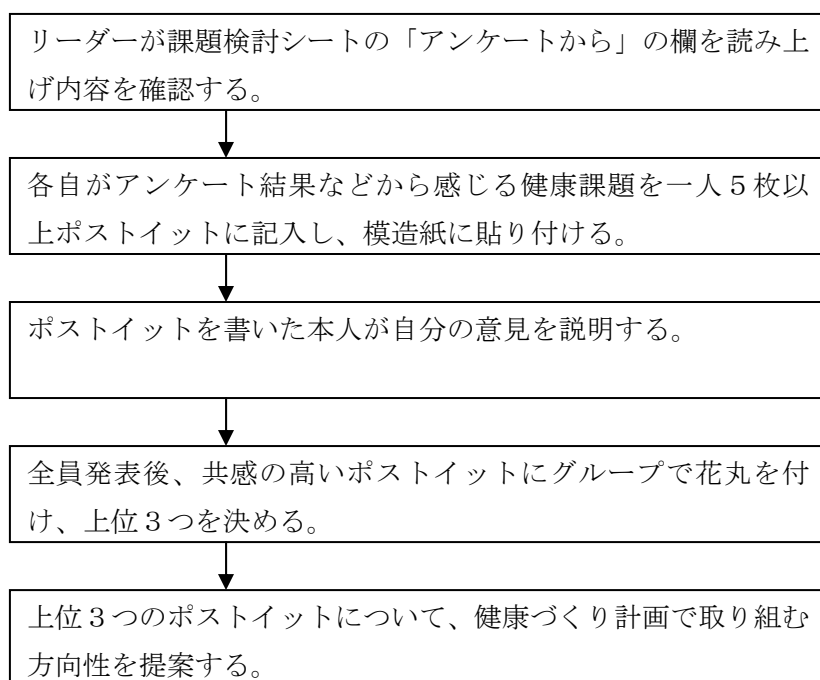 リーダーが課題検討シートの「アンケートから」の欄を読み上
げ内容を確認する。
各自がアンケート結果などから感じる健康課題を一人５枚以
上ポストイットに記入し、模造紙に貼り付ける。
ポストイットを書いた本人が自分の意見を説明する。
全員発表後、共感の高いポストイットにグループで花丸を付
け、上位３つを決める。
上位３つのポストイットについて、健康づくり計画で取り組む
方向性を提案する。